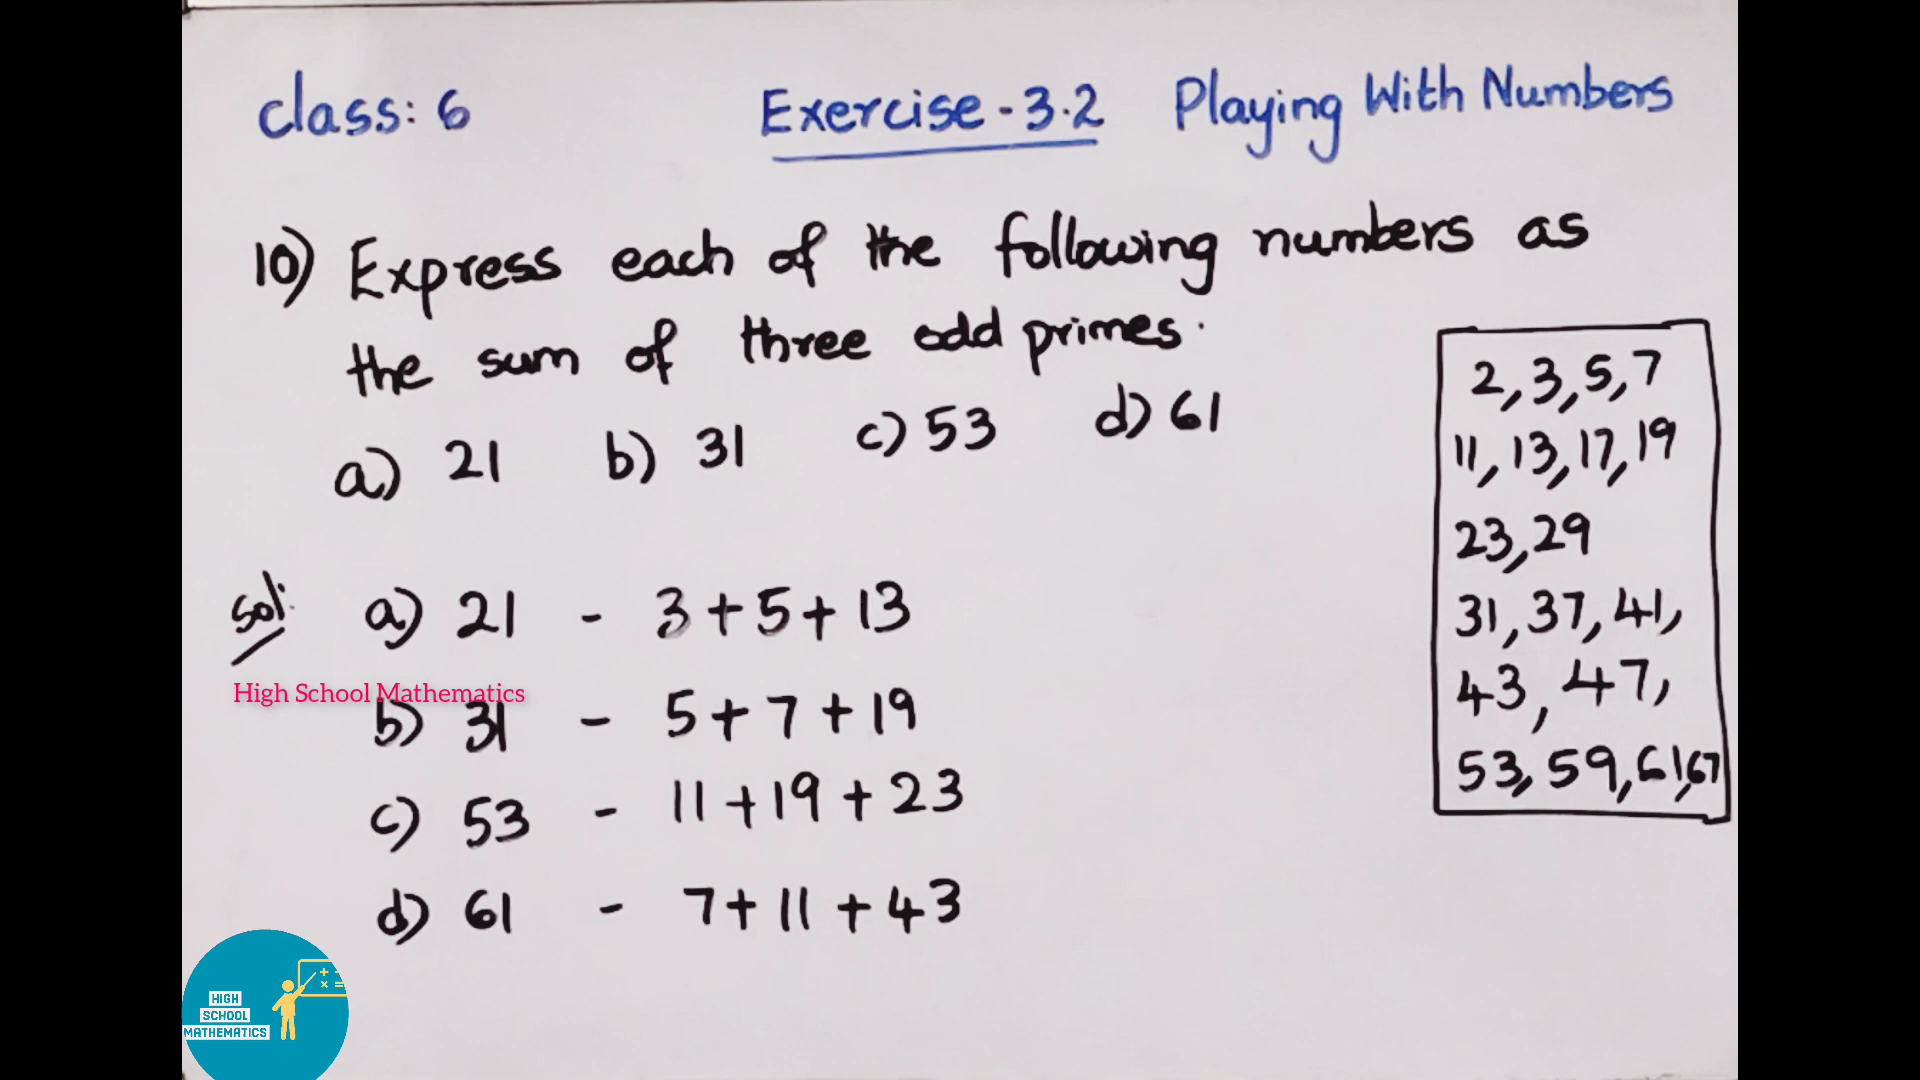 class: 6 Exercise - 3.2 Playing With Numbers
10) Express each of the following numbers as
the sum of three odd primes.
a) 21 b) 31 c) 53 d) 61
2, 3, 5, 7
11, 13, 17, 19
23, 29
31, 37, 41,
43, 47,
53, 59, 61, 67
Sol: a) 21 - 3 + 5 + 13
High School Mathematics
b) 31 - 5 + 7 + 19
c) 53 - 11 + 19 + 23
d) 61 - 7 + 11 + 43
+ -
× =
HIGH
SCHOOL
MATHEMATICS